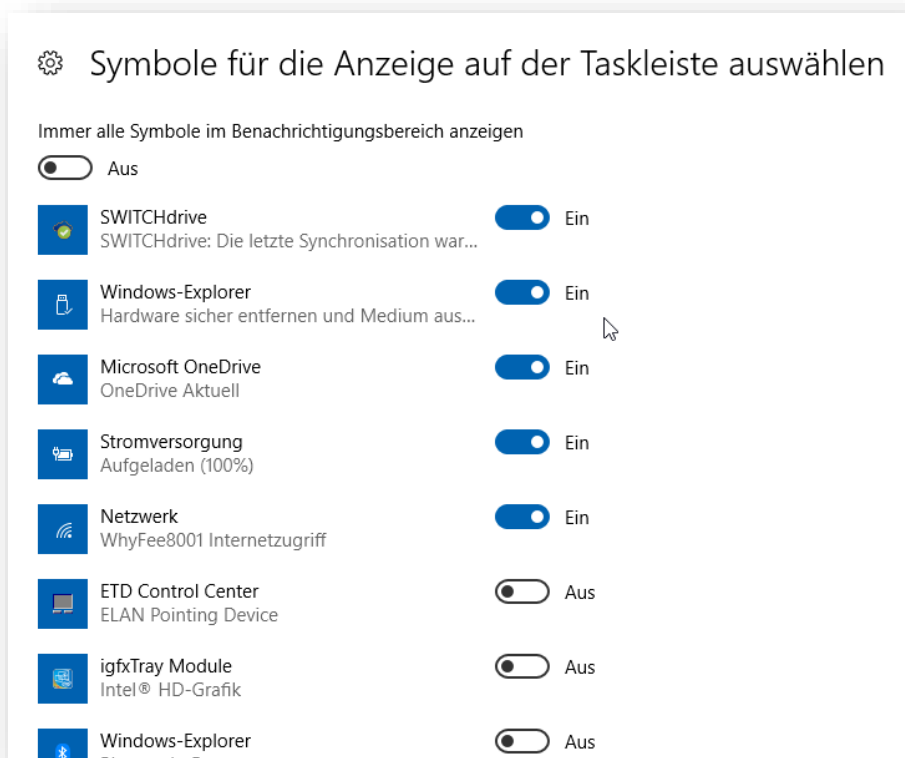 Symbole für die Anzeige auf der Taskleiste auswählen
Immer alle Symbole im Benachrichtigungsbereich anzeigen
Aus
SWITCHdrive
Ein
SWITCHdrive: Die letzte Synchronisation war...
Windows-Explorer
Ein
Hardware sicher entfernen und Medium aus...
Microsoft OneDrive
Ein
OneDrive Aktuell
Stromversorgung
Ein
Aufgeladen (100%)
Netzwerk
Ein
WhyFee8001 Internetzugriff
ETD Control Center
Aus
ELAN Pointing Device
igfxTray Module
Aus
Intel® HD-Grafik
Windows-Explorer
Aus